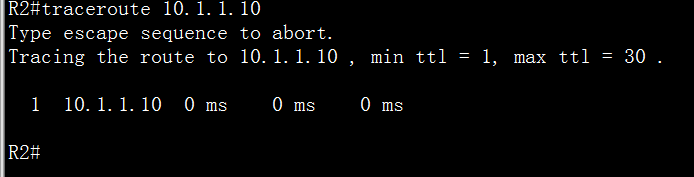 R2#traceroute 10.1.1.10
Type escape sequence to abort.
Tracing the route to 10.1.1.10 , min ttl = 1, max ttl = 30 .
1 10.1.1.10 0 ms 0 ms 0 ms
R2#